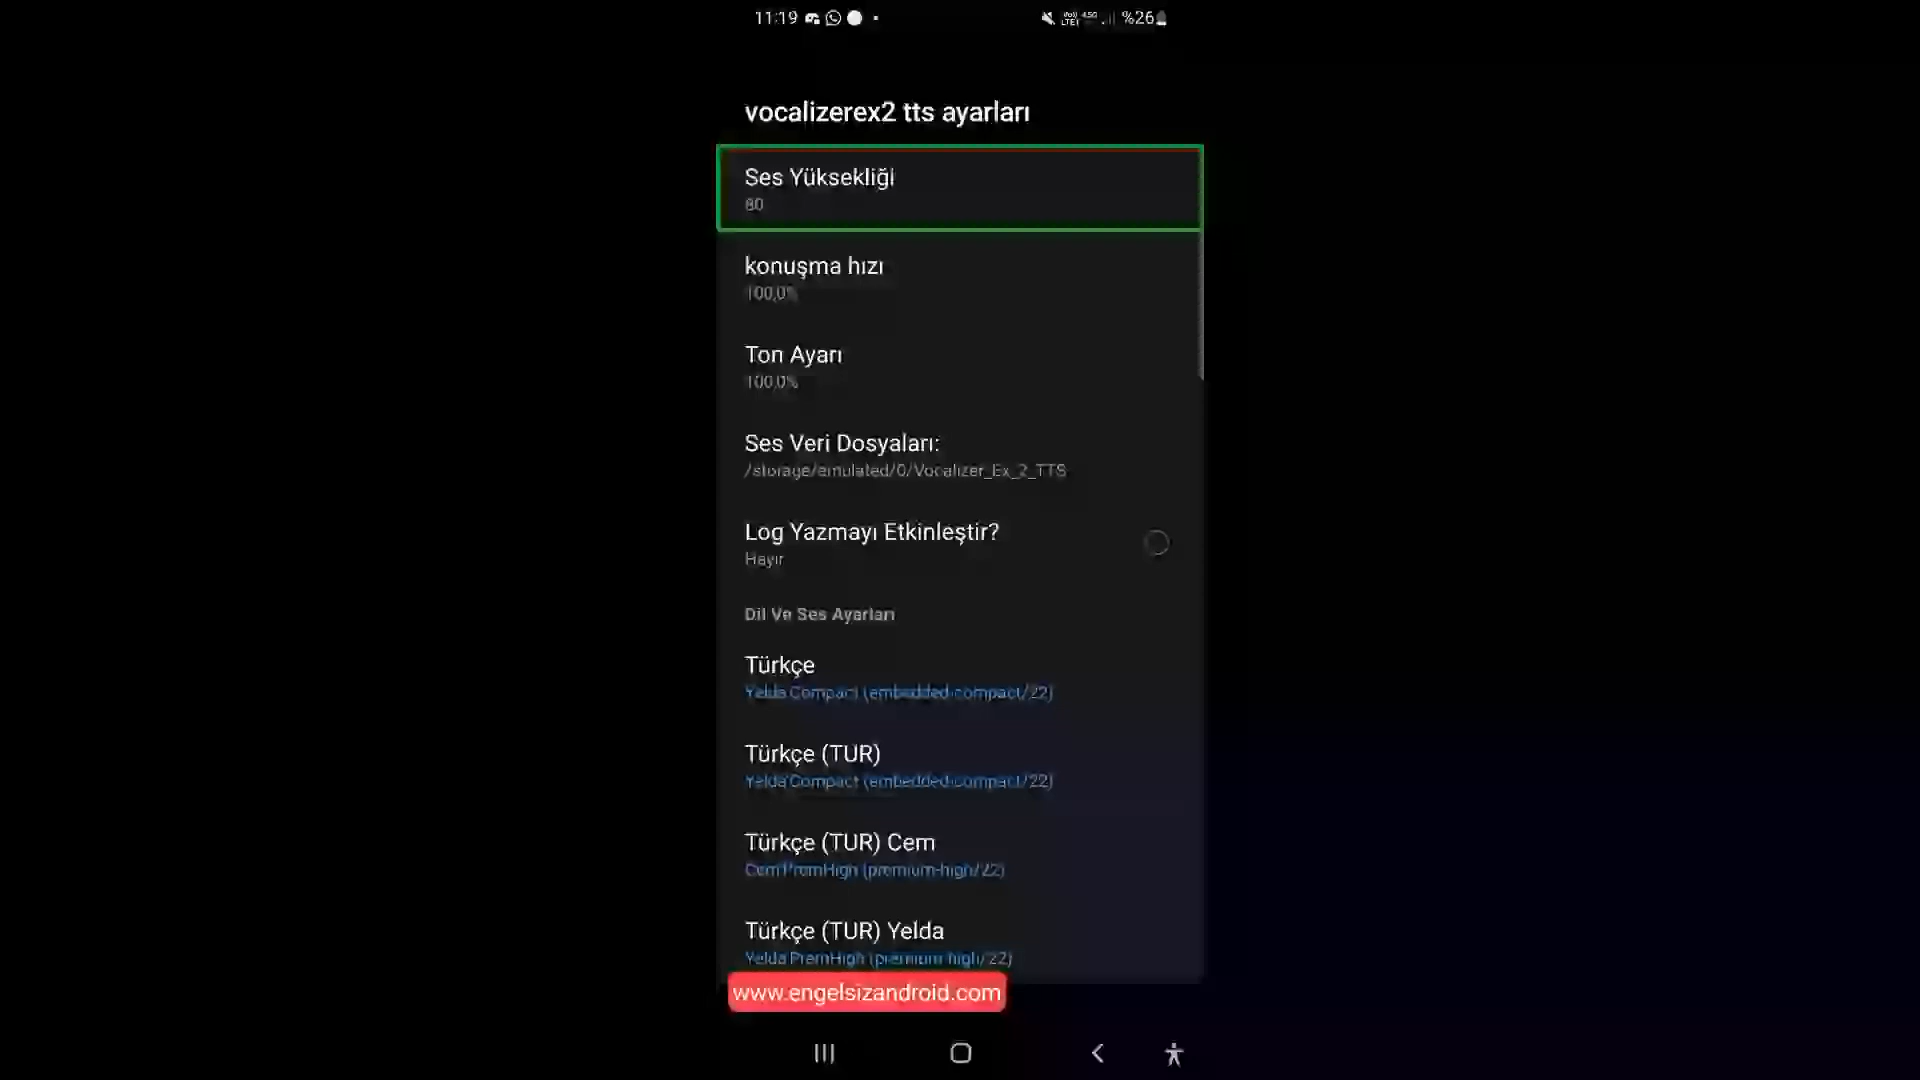 11:19
VoLTE 4.5G %26
vocalizerex2 tts ayarları
Ses Yüksekliği
80
konuşma hızı
100,0%
Ton Ayarı
100,0%
Ses Veri Dosyaları:
/storage/emulated/0/Vocalizer_Ex_2_TTS
Log Yazmayı Etkinleştir?
Hayır
Dil Ve Ses Ayarları
Türkçe
Yelda Compact (embedded-compact/22)
Türkçe (TUR)
Yelda Compact (embedded-compact/22)
Türkçe (TUR) Cem
Cem PremHigh (premium-high/22)
Türkçe (TUR) Yelda
Yelda PremHigh (premium-high/22)
www.engelsizandroid.com